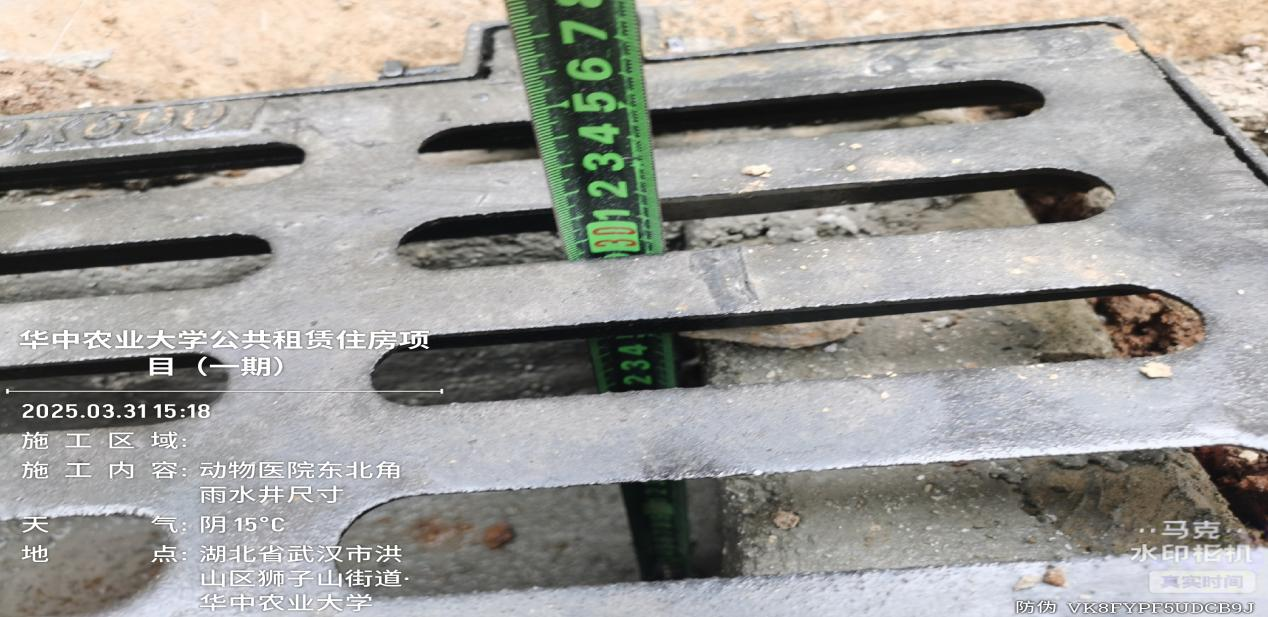 12345678
30
234
华中农业大学公共租赁住房项
目（一期）
2025.03.31 15:18
施工区域:
施工内容: 动物医院东北角
雨水井尺寸
天气: 阴 15°C
地点: 湖北省武汉市洪
山区狮子山街道·
华中农业大学
马克
水印相机
真实时间
防伪 VK8FYPF5UDCB9J